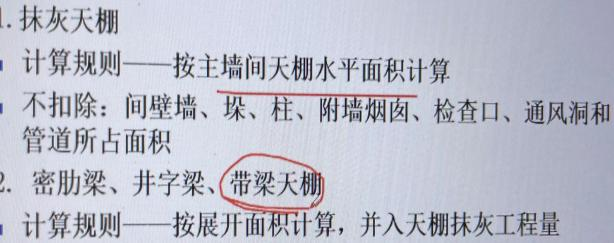 1.抹灰天棚
计算规则——按主墙间天棚水平面积计算
不扣除：间壁墙、垛、柱、附墙烟囱、检查口、通风洞和
管道所占面积
2. 密肋梁、井字梁、带梁天棚
计算规则——按展开面积计算，并入天棚抹灰工程量